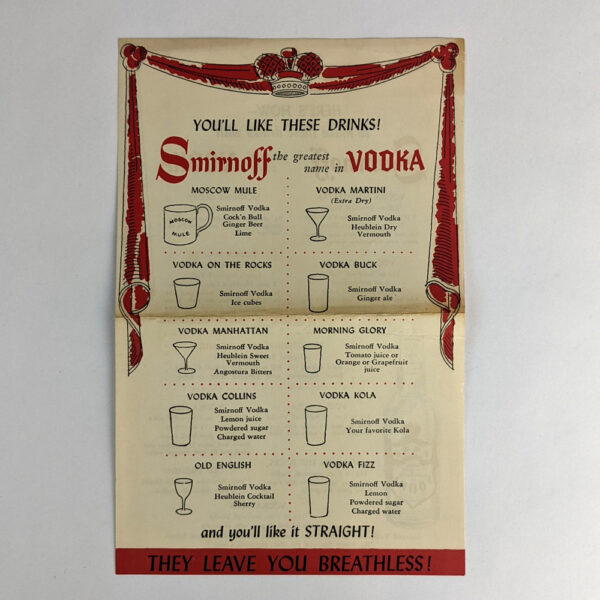 YOU'LL LIKE THESE DRINKS!
Smirnoff the greatest name in VODKA
MOSCOW MULE
MOSCOW
MULE
Smirnoff Vodka
Cock'n Bull
Ginger Beer
Lime
VODKA MARTINI
(Extra Dry)
Smirnoff Vodka
Heublein Dry
Vermouth
VODKA ON THE ROCKS
Smirnoff Vodka
Ice cubes
VODKA BUCK
Smirnoff Vodka
Ginger ale
VODKA MANHATTAN
Smirnoff Vodka
Heublein Sweet
Vermouth
Angostura Bitters
MORNING GLORY
Smirnoff Vodka
Tomato juice or
Orange or Grapefruit
juice
VODKA COLLINS
Smirnoff Vodka
Lemon juice
Powdered sugar
Charged water
VODKA KOLA
Smirnoff Vodka
Your favorite Kola
OLD ENGLISH
Smirnoff Vodka
Heublein Cocktail
Sherry
VODKA FIZZ
Smirnoff Vodka
Lemon
Powdered sugar
Charged water
and you'll like it STRAIGHT!
THEY LEAVE YOU BREATHLESS!